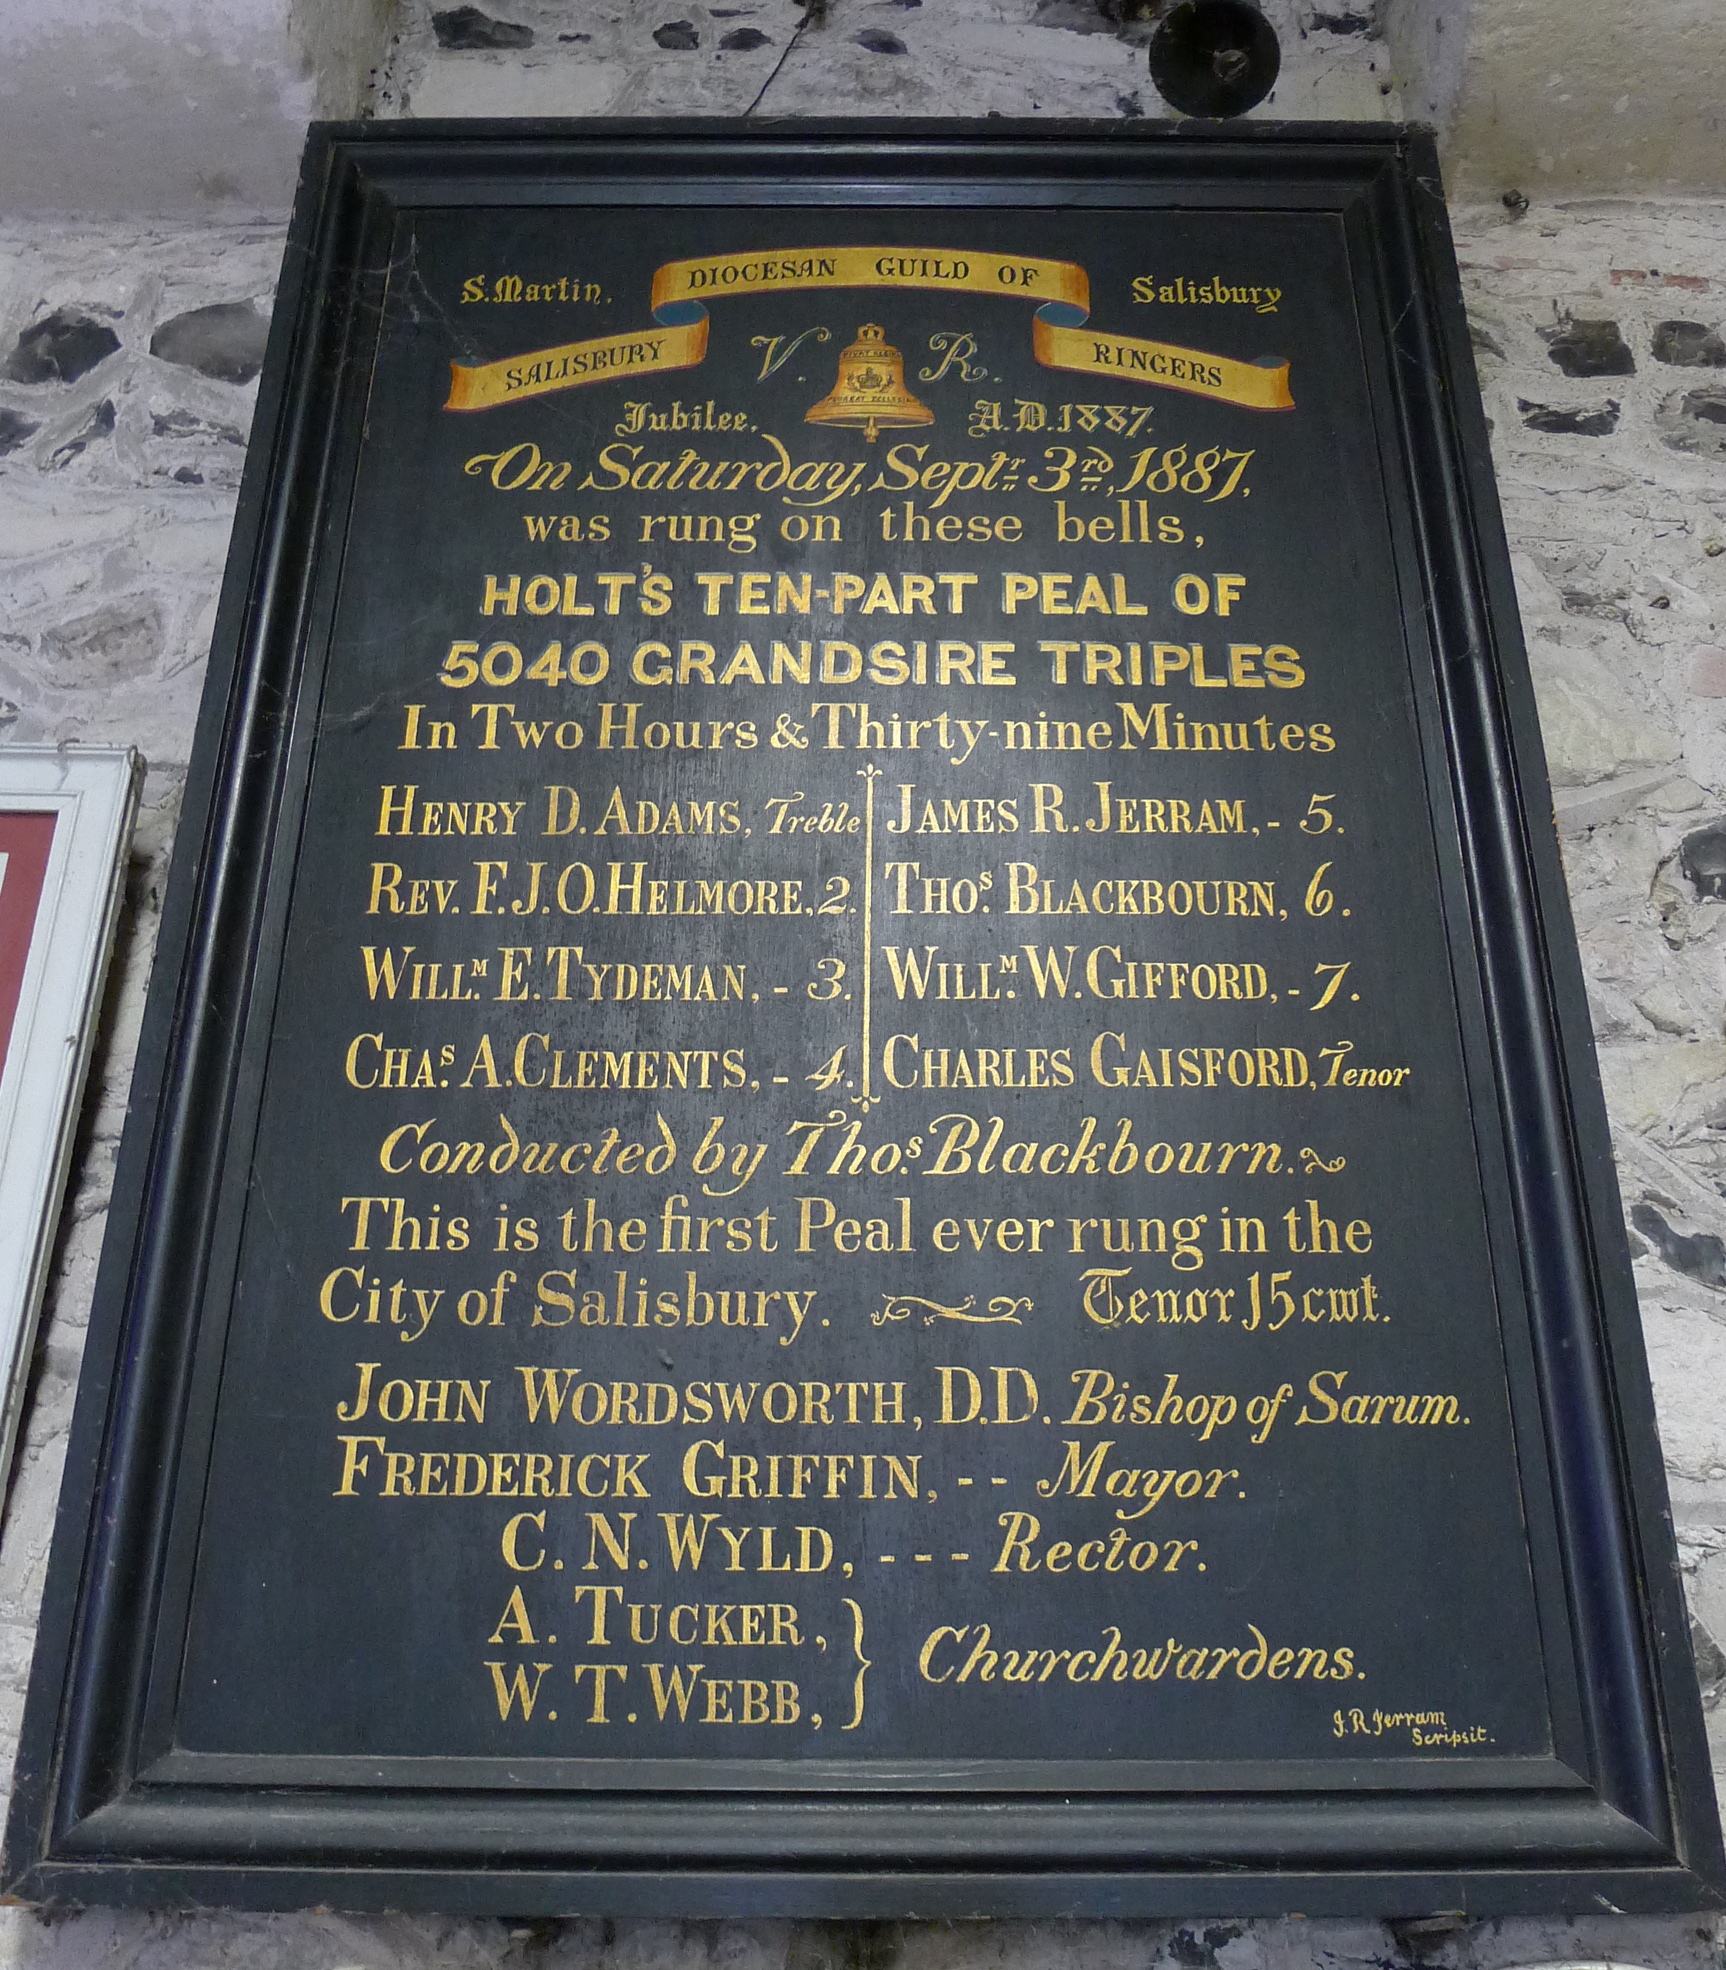 S. Martin. DIOCESAN GUILD OF Salisbury
SALISBURY V. R. RINGERS
Jubilee. A.D. 1887.
On Saturday, Septr. 3rd, 1887,
was rung on these bells,
HOLT'S TEN-PART PEAL OF
5040 GRANDSIRE TRIPLES
In Two Hours & Thirty-nine Minutes
HENRY D. ADAMS, Treble JAMES R. JERRAM, - 5.
REV. F. J. O. HELMORE, 2. THOs. BLACKBOURN, 6.
WILLM. E. TYDEMAN, - 3. WILLM. W. GIFFORD, - 7.
CHAs. A. CLEMENTS, - 4. CHARLES GAISFORD, Tenor
Conducted by Thos. Blackbourn.
This is the first Peal ever rung in the
City of Salisbury. Tenor 15 cwt.
JOHN WORDSWORTH, D.D. Bishop of Sarum.
FREDERICK GRIFFIN, -- Mayor.
C. N. WYLD, --- Rector.
A. TUCKER,
W. T. WEBB, } Churchwardens.
J. R. Jerram
Scripsit.